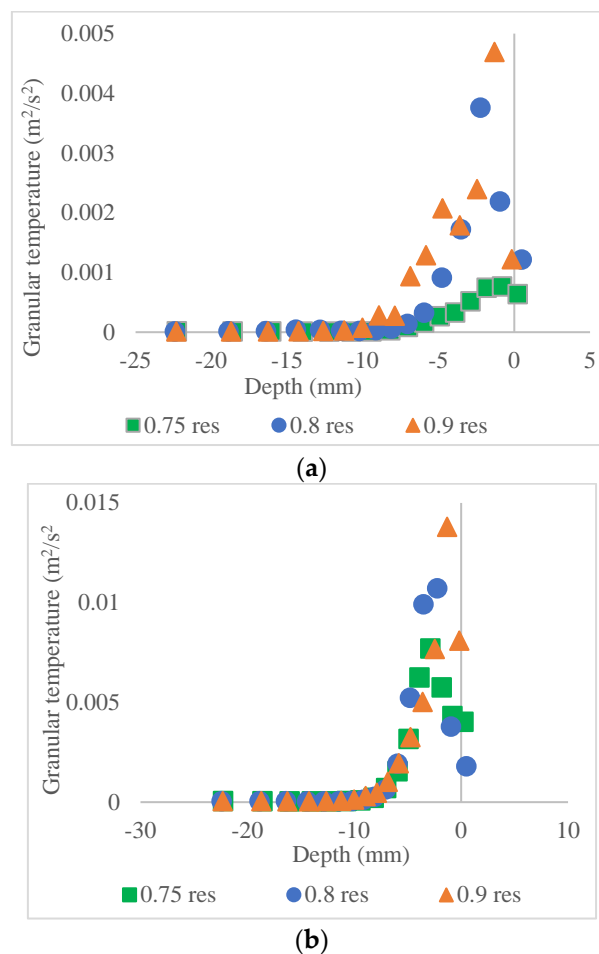 0.005
0.004
0.003
0.002
0.001
0
Granular temperature (m²/s²)
-25 -20 -15 -10 -5 0 5
Depth (mm)
0.75 res 0.8 res 0.9 res
(a)
0.015
0.01
0.005
0
Granular temperature (m²/s²)
-30 -20 -10 0 10
Depth (mm)
0.75 res 0.8 res 0.9 res
(b)